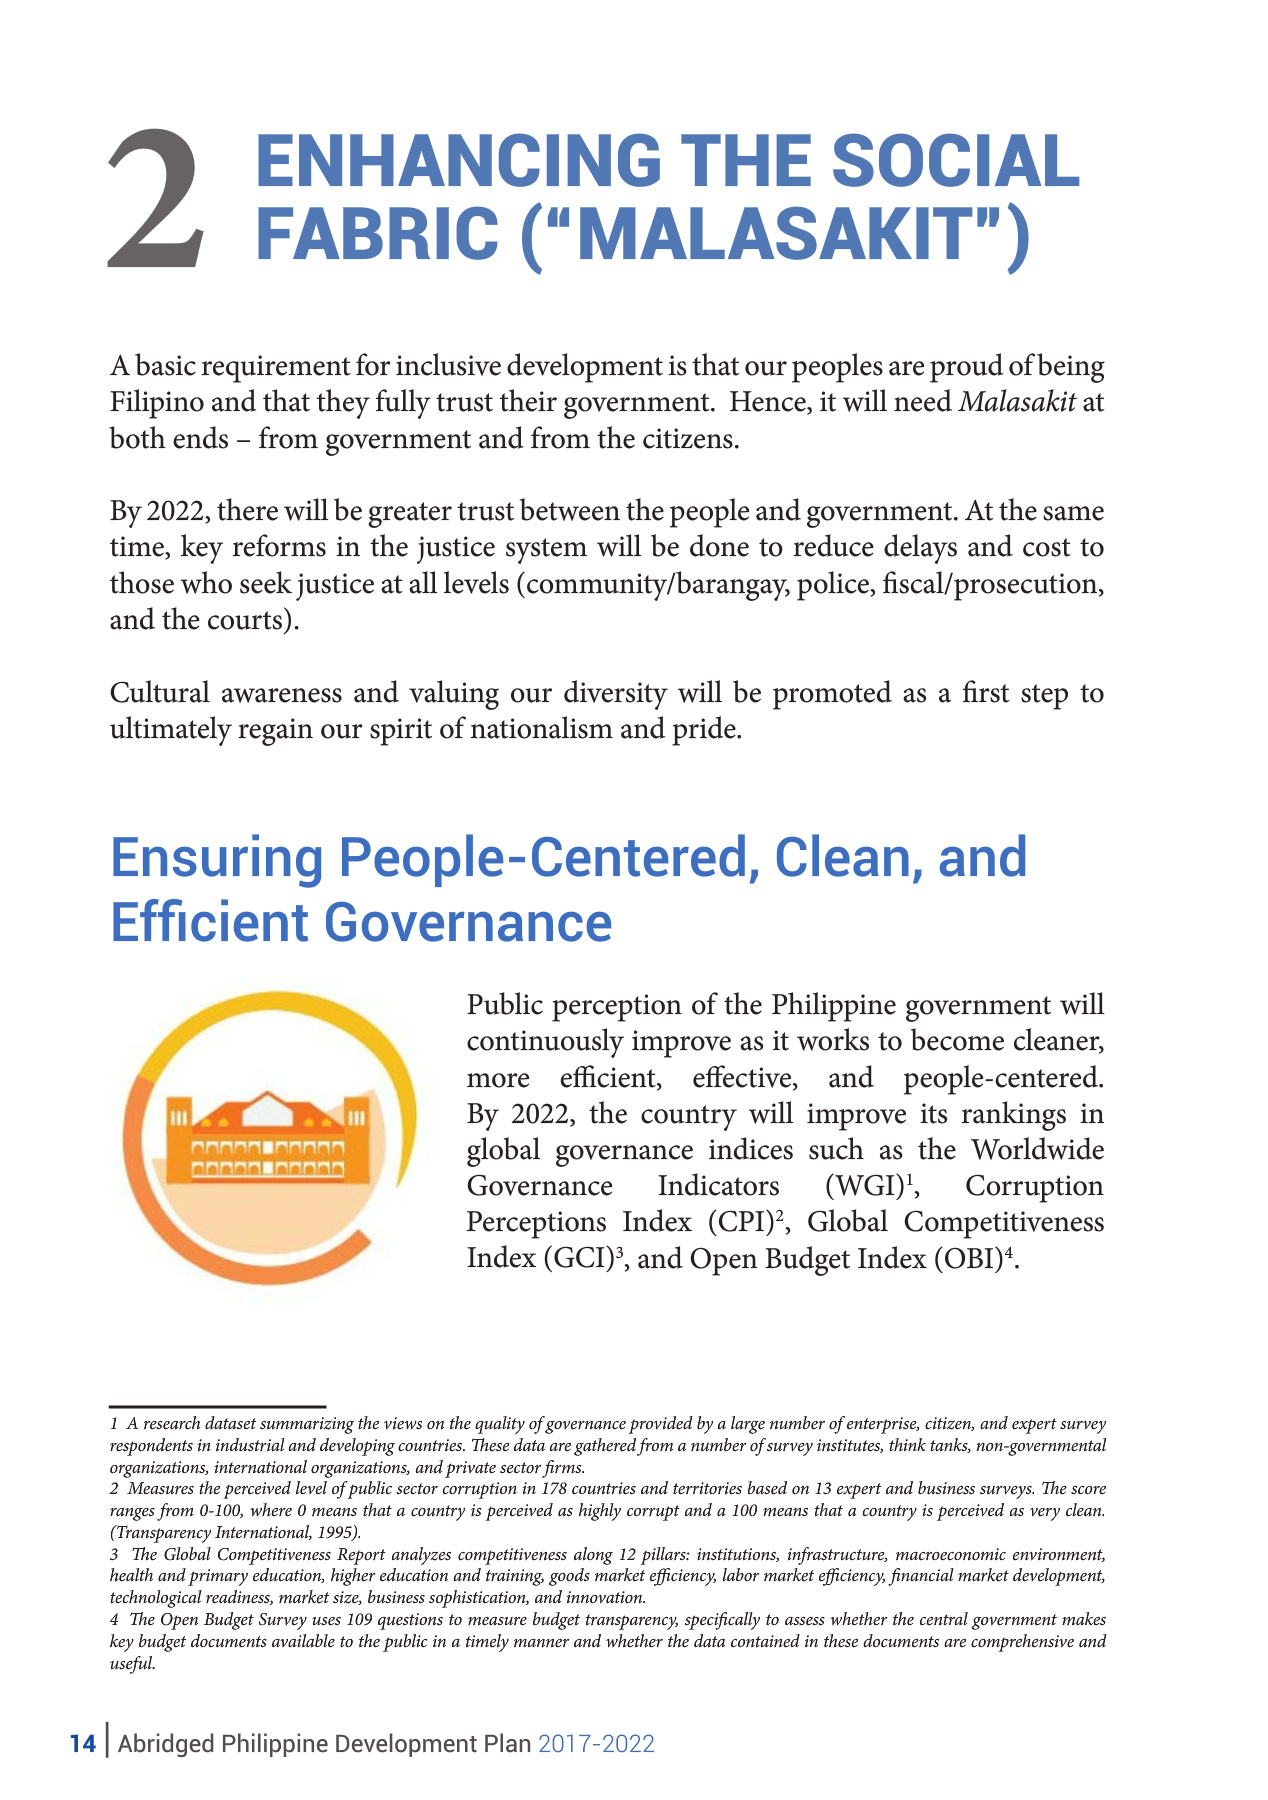 2
ENHANCING THE SOCIAL
FABRIC (“MALASAKIT”)
A basic requirement for inclusive development is that our peoples are proud of being
Filipino and that they fully trust their government.  Hence, it will need Malasakit at
both ends – from government and from the citizens.
By 2022, there will be greater trust between the people and government. At the same
time, key reforms in the justice system will be done to reduce delays and cost to
those who seek justice at all levels (community/barangay, police, fiscal/prosecution,
and the courts).
Cultural awareness and valuing our diversity will be promoted as a first step to
ultimately regain our spirit of nationalism and pride.
Ensuring People-Centered, Clean, and
Efficient Governance
Public perception of the Philippine government will
continuously improve as it works to become cleaner,
more efficient, effective, and people-centered.
By 2022, the country will improve its rankings in
global governance indices such as the Worldwide
Governance Indicators (WGI)¹, Corruption
Perceptions Index (CPI)², Global Competitiveness
Index (GCI)³, and Open Budget Index (OBI)⁴.
1 A research dataset summarizing the views on the quality of governance provided by a large number of enterprise, citizen, and expert survey
respondents in industrial and developing countries. These data are gathered from a number of survey institutes, think tanks, non-governmental
organizations, international organizations, and private sector firms.
2 Measures the perceived level of public sector corruption in 178 countries and territories based on 13 expert and business surveys. The score
ranges from 0-100, where 0 means that a country is perceived as highly corrupt and a 100 means that a country is perceived as very clean.
(Transparency International, 1995).
3 The Global Competitiveness Report analyzes competitiveness along 12 pillars: institutions, infrastructure, macroeconomic environment,
health and primary education, higher education and training, goods market efficiency, labor market efficiency, financial market development,
technological readiness, market size, business sophistication, and innovation.
4 The Open Budget Survey uses 109 questions to measure budget transparency, specifically to assess whether the central government makes
key budget documents available to the public in a timely manner and whether the data contained in these documents are comprehensive and
useful.
14 | Abridged Philippine Development Plan 2017-2022